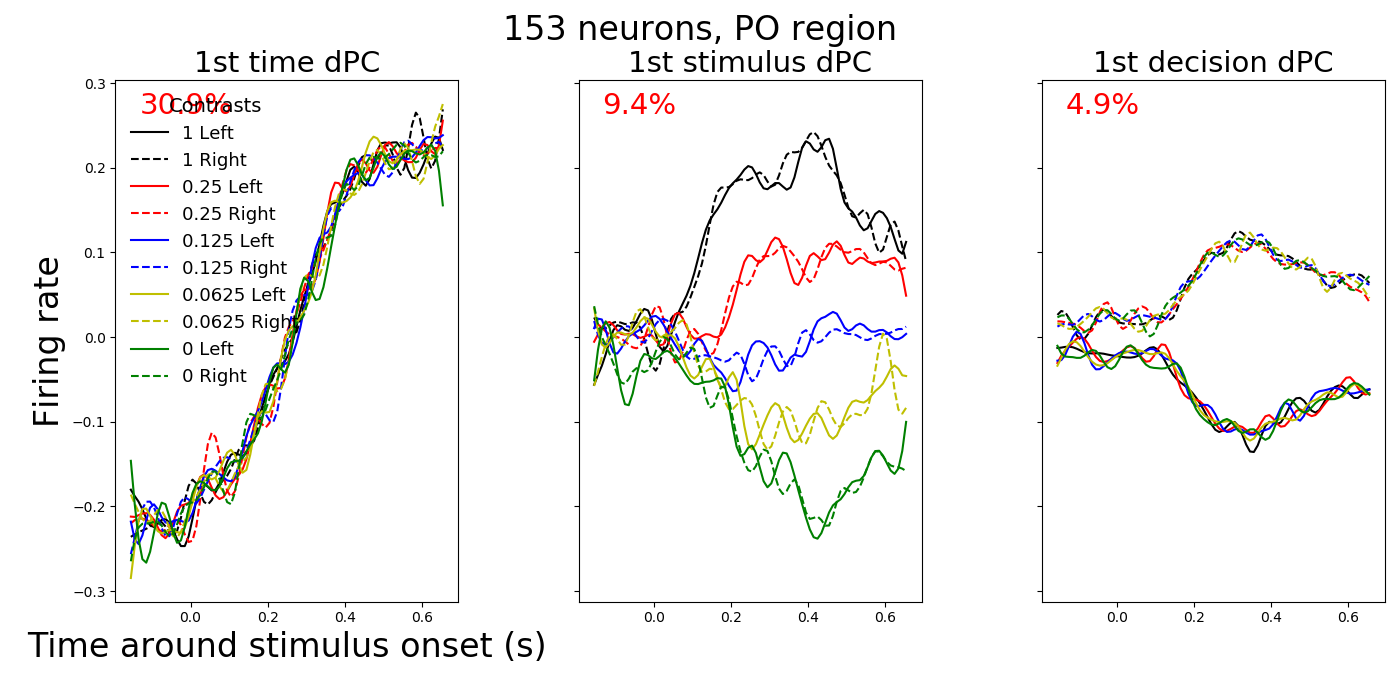 153 neurons, PO region
1st time dPC
1st stimulus dPC
1st decision dPC
30.9%
9.4%
4.9%
Contrasts
1 Left
1 Right
0.25 Left
0.25 Right
0.125 Left
0.125 Right
0.0625 Left
0.0625 Right
0 Left
0 Right
0.3
0.2
0.1
0.0
−0.1
−0.2
−0.3
Firing rate
0.0 0.2 0.4 0.6
0.0 0.2 0.4 0.6
0.0 0.2 0.4 0.6
Time around stimulus onset (s)